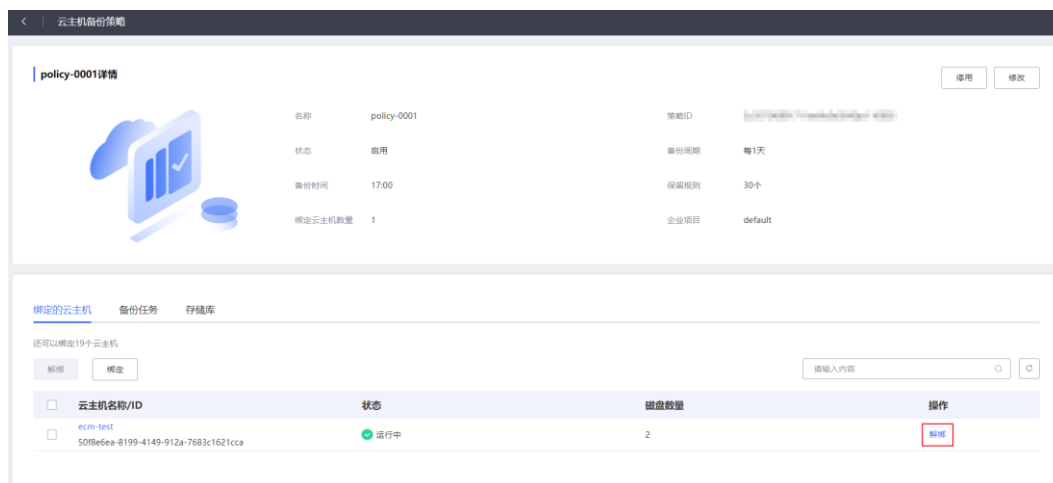 云主机备份策略
policy-0001详情
停用 修改
名称 policy-0001 策略ID
状态 启用 备份周期 每1天
备份时间 17:00 保留规则 30个
绑定云主机数量 1 企业项目 default
绑定的云主机 备份任务 存储库
还可以绑定19个云主机
解绑 绑定 请输入内容
云主机名称/ID 状态 磁盘数量 操作
ecm-test
50f8e6ea-8199-4149-912a-7683c1621cca 运行中 2 解绑